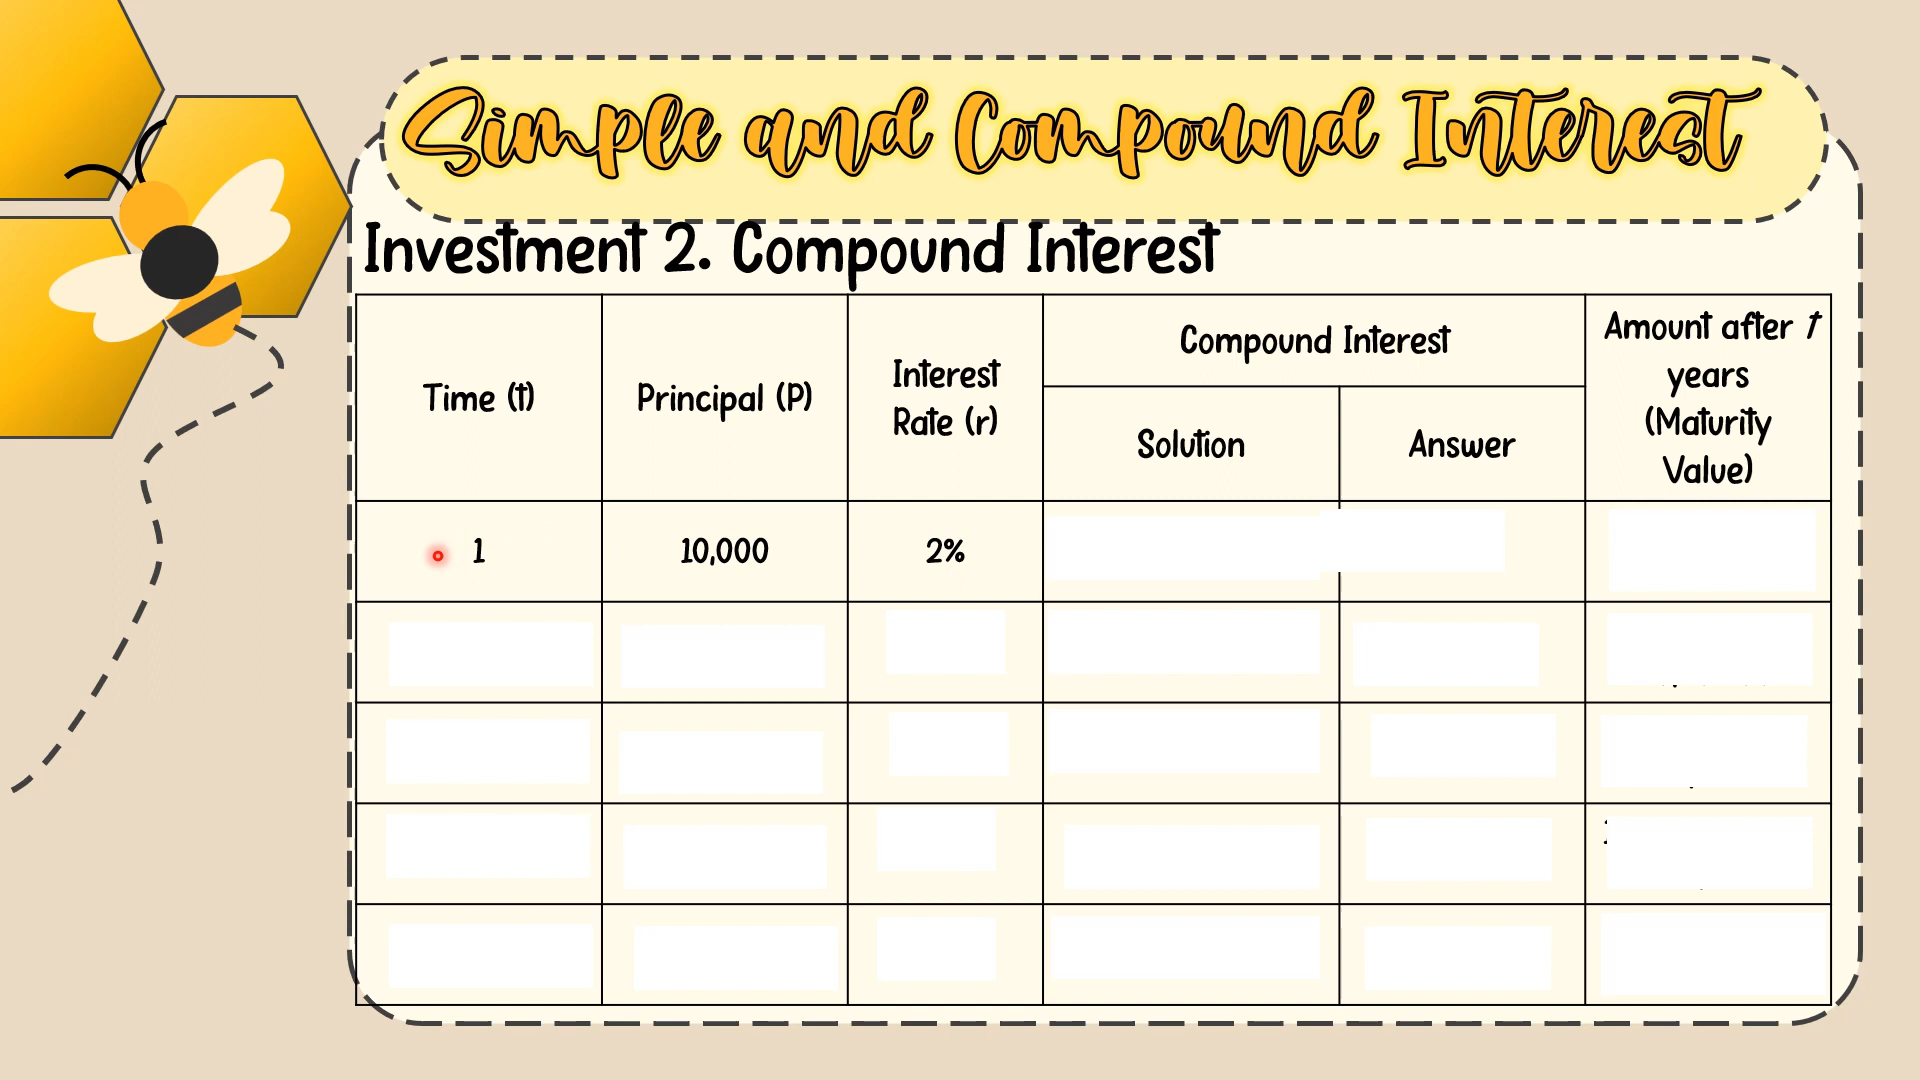 Simple and Compound Interest
Investment 2. Compound Interest
Time (t)
Principal (P)
Interest
Rate (r)
Compound Interest
Solution
Answer
Amount after t
years
(Maturity
Value)
1
10,000
2%